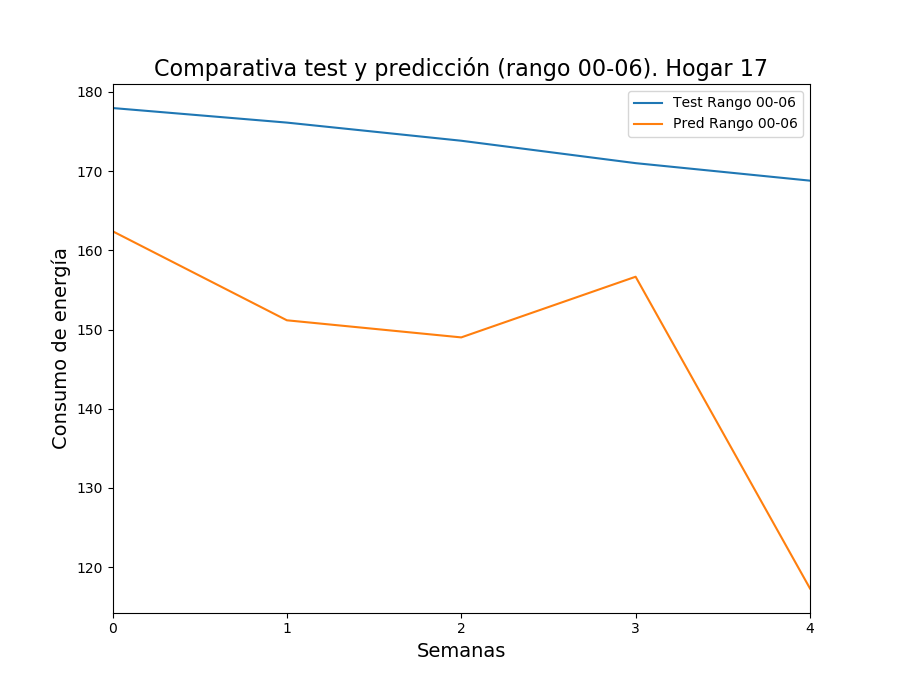 Comparativa test y predicción (rango 00-06). Hogar 17
Test Rango 00-06
Pred Rango 00-06
Consumo de energía
180
170
160
150
140
130
120
0 1 2 3 4
Semanas